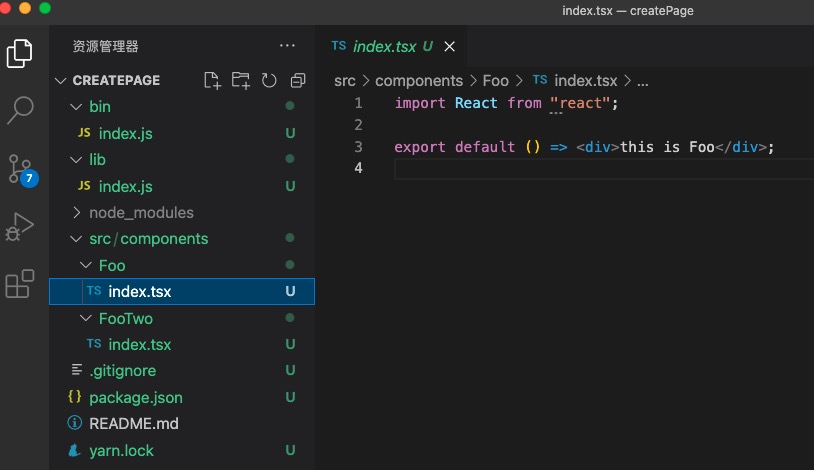 index.tsx — createPage
资源管理器 ···
TS index.tsx U
CREATEPAGE
src > components > Foo > TS index.tsx > ...
bin
JS index.js U
lib
JS index.js U
node_modules
src/components
Foo
TS index.tsx U
FooTwo
TS index.tsx U
.gitignore U
{} package.json U
README.md
yarn.lock U
7
1 import React from "react";
2
3 export default () => <div>this is Foo</div>;
4